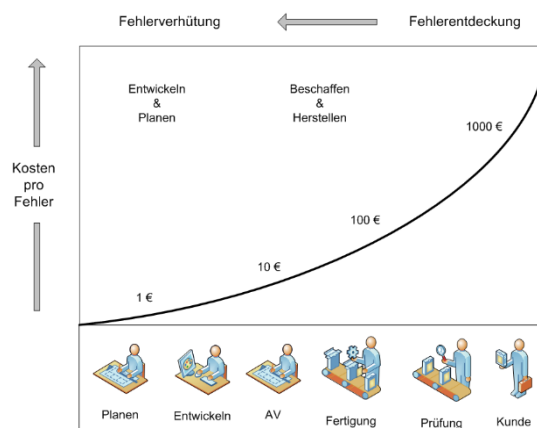 Fehlerverhütung
Fehlerentdeckung
Entwickeln
&
Planen
Beschaffen
&
Herstellen
Kosten
pro
Fehler
1000 €
100 €
10 €
1 €
Planen
Entwickeln
AV
Fertigung
Prüfung
Kunde